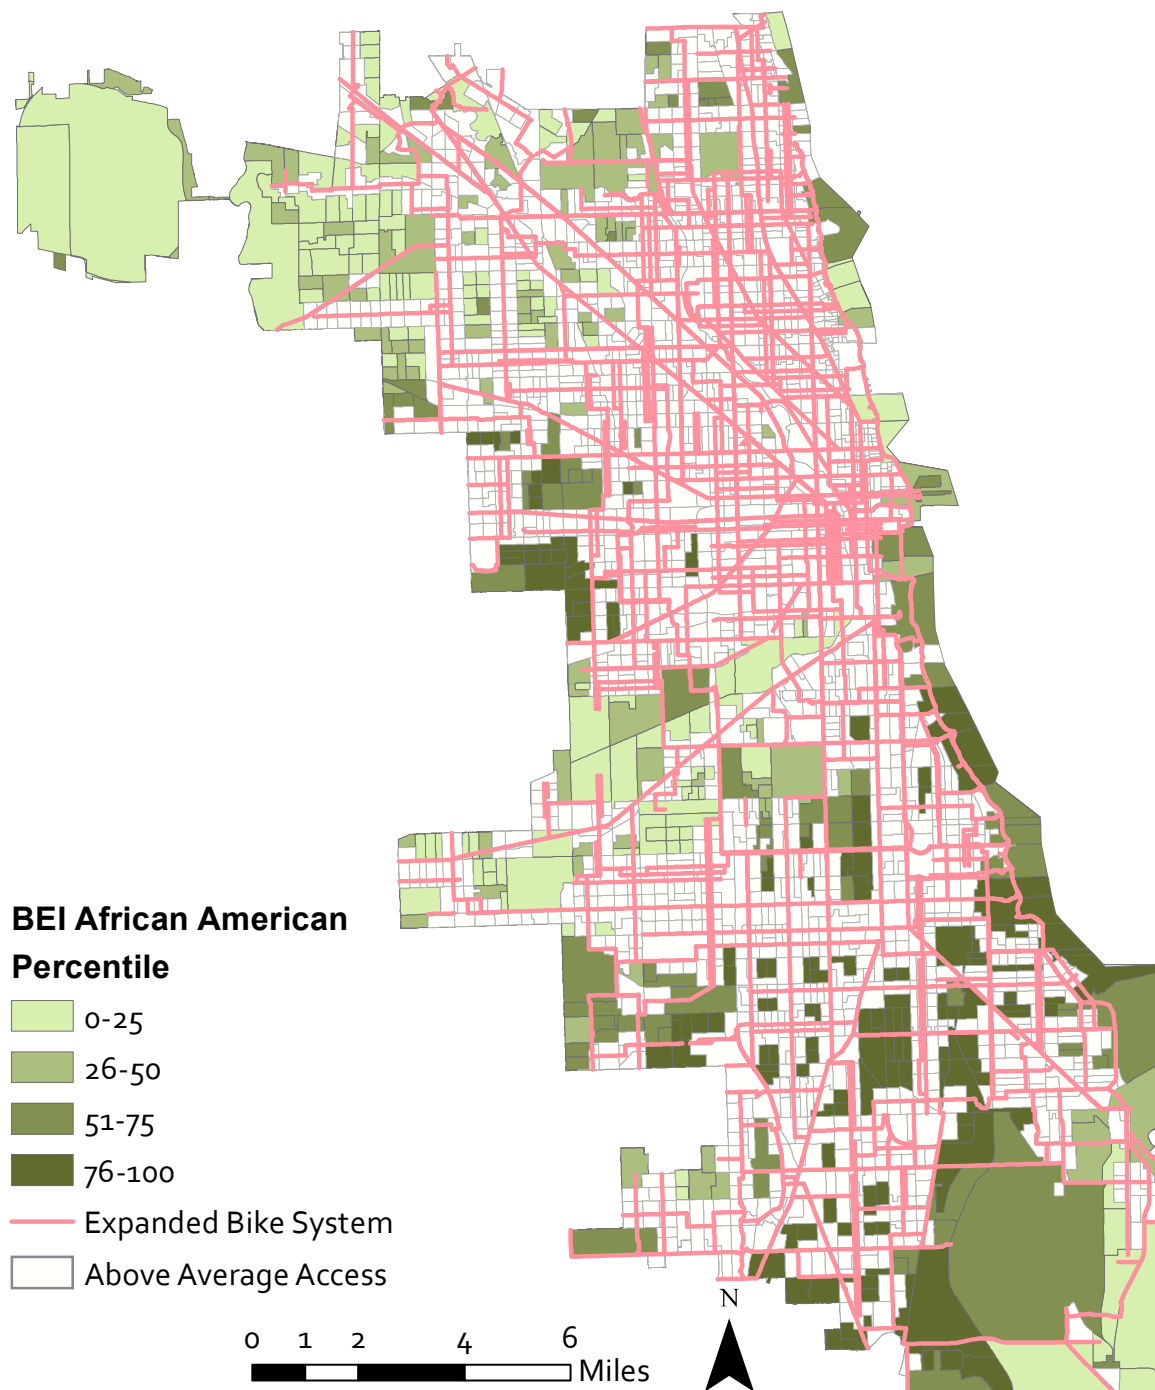 BEI African American
Percentile
0-25
26-50
51-75
76-100
Expanded Bike System
Above Average Access
N
0 1 2 4 6
Miles